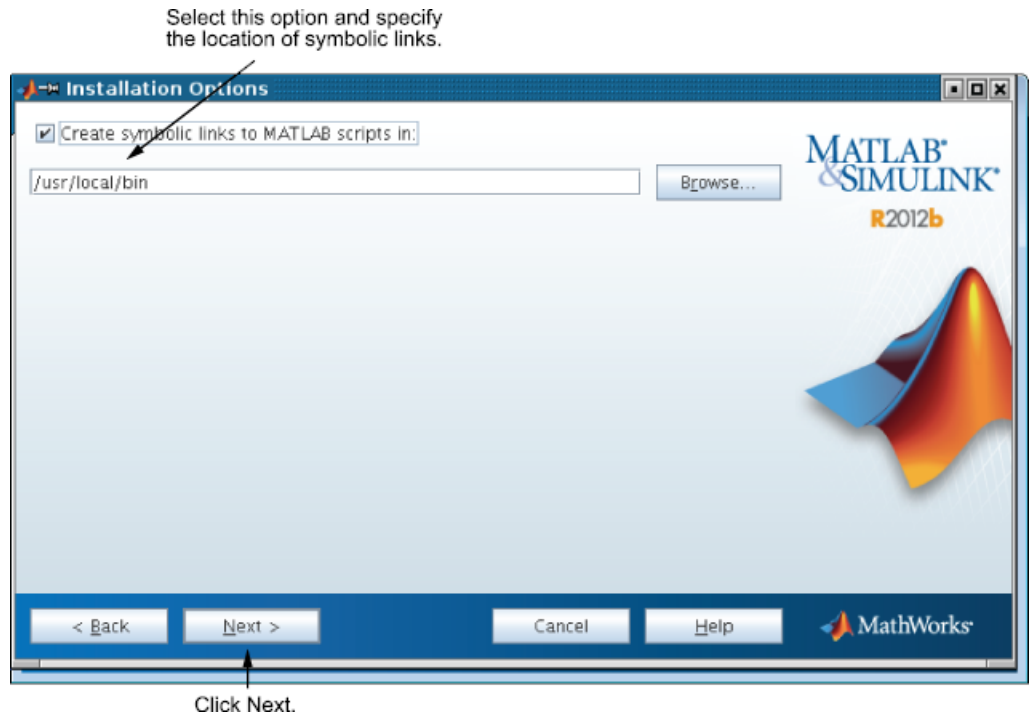 Select this option and specify
the location of symbolic links.
Installation Options
Create symbolic links to MATLAB scripts in:
/usr/local/bin
Browse...
MATLAB®
&SIMULINK®
R2012b
< Back
Next >
Cancel
Help
MathWorks®
Click Next.